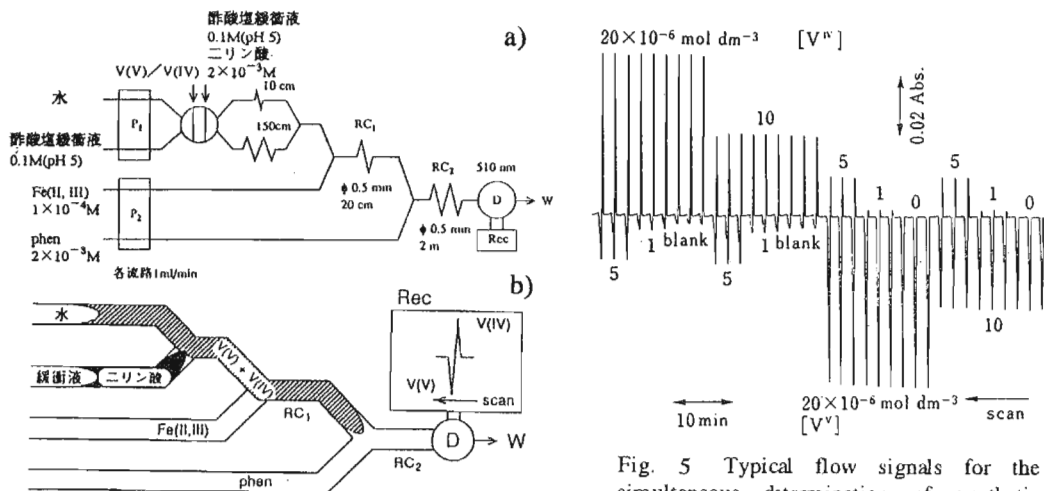 酢酸塩緩衝液
0.1M(pH 5)
二リン酸
2×10⁻³M
a)
V(V)/V(IV)
10 cm
水
P₁
150cm
酢酸塩緩衝液
0.1M(pH 5)
RC₁
RC₂
510 nm
Fe(II, III)
1×10⁻⁴M
φ 0.5 mm
20 cm
D
W
P₂
Rec
phen
2×10⁻³M
φ 0.5 mm
2 m
各流路1ml/min
b)
Rec
水
V(IV)
V(V)
scan
V(V) + V(IV)
緩衝液
二リン酸
RC₁
Fe(II,III)
D
W
RC₂
phen
20×10⁻⁶ mol dm⁻³
[Vᴵⱽ]
0.02 Abs.
10
5
1
0
5
1
0
1 blank
1 blank
5
5
10
10 min
20×10⁻⁶ mol dm⁻³
[Vⱽ]
scan
Fig. 5 Typical flow signals for the